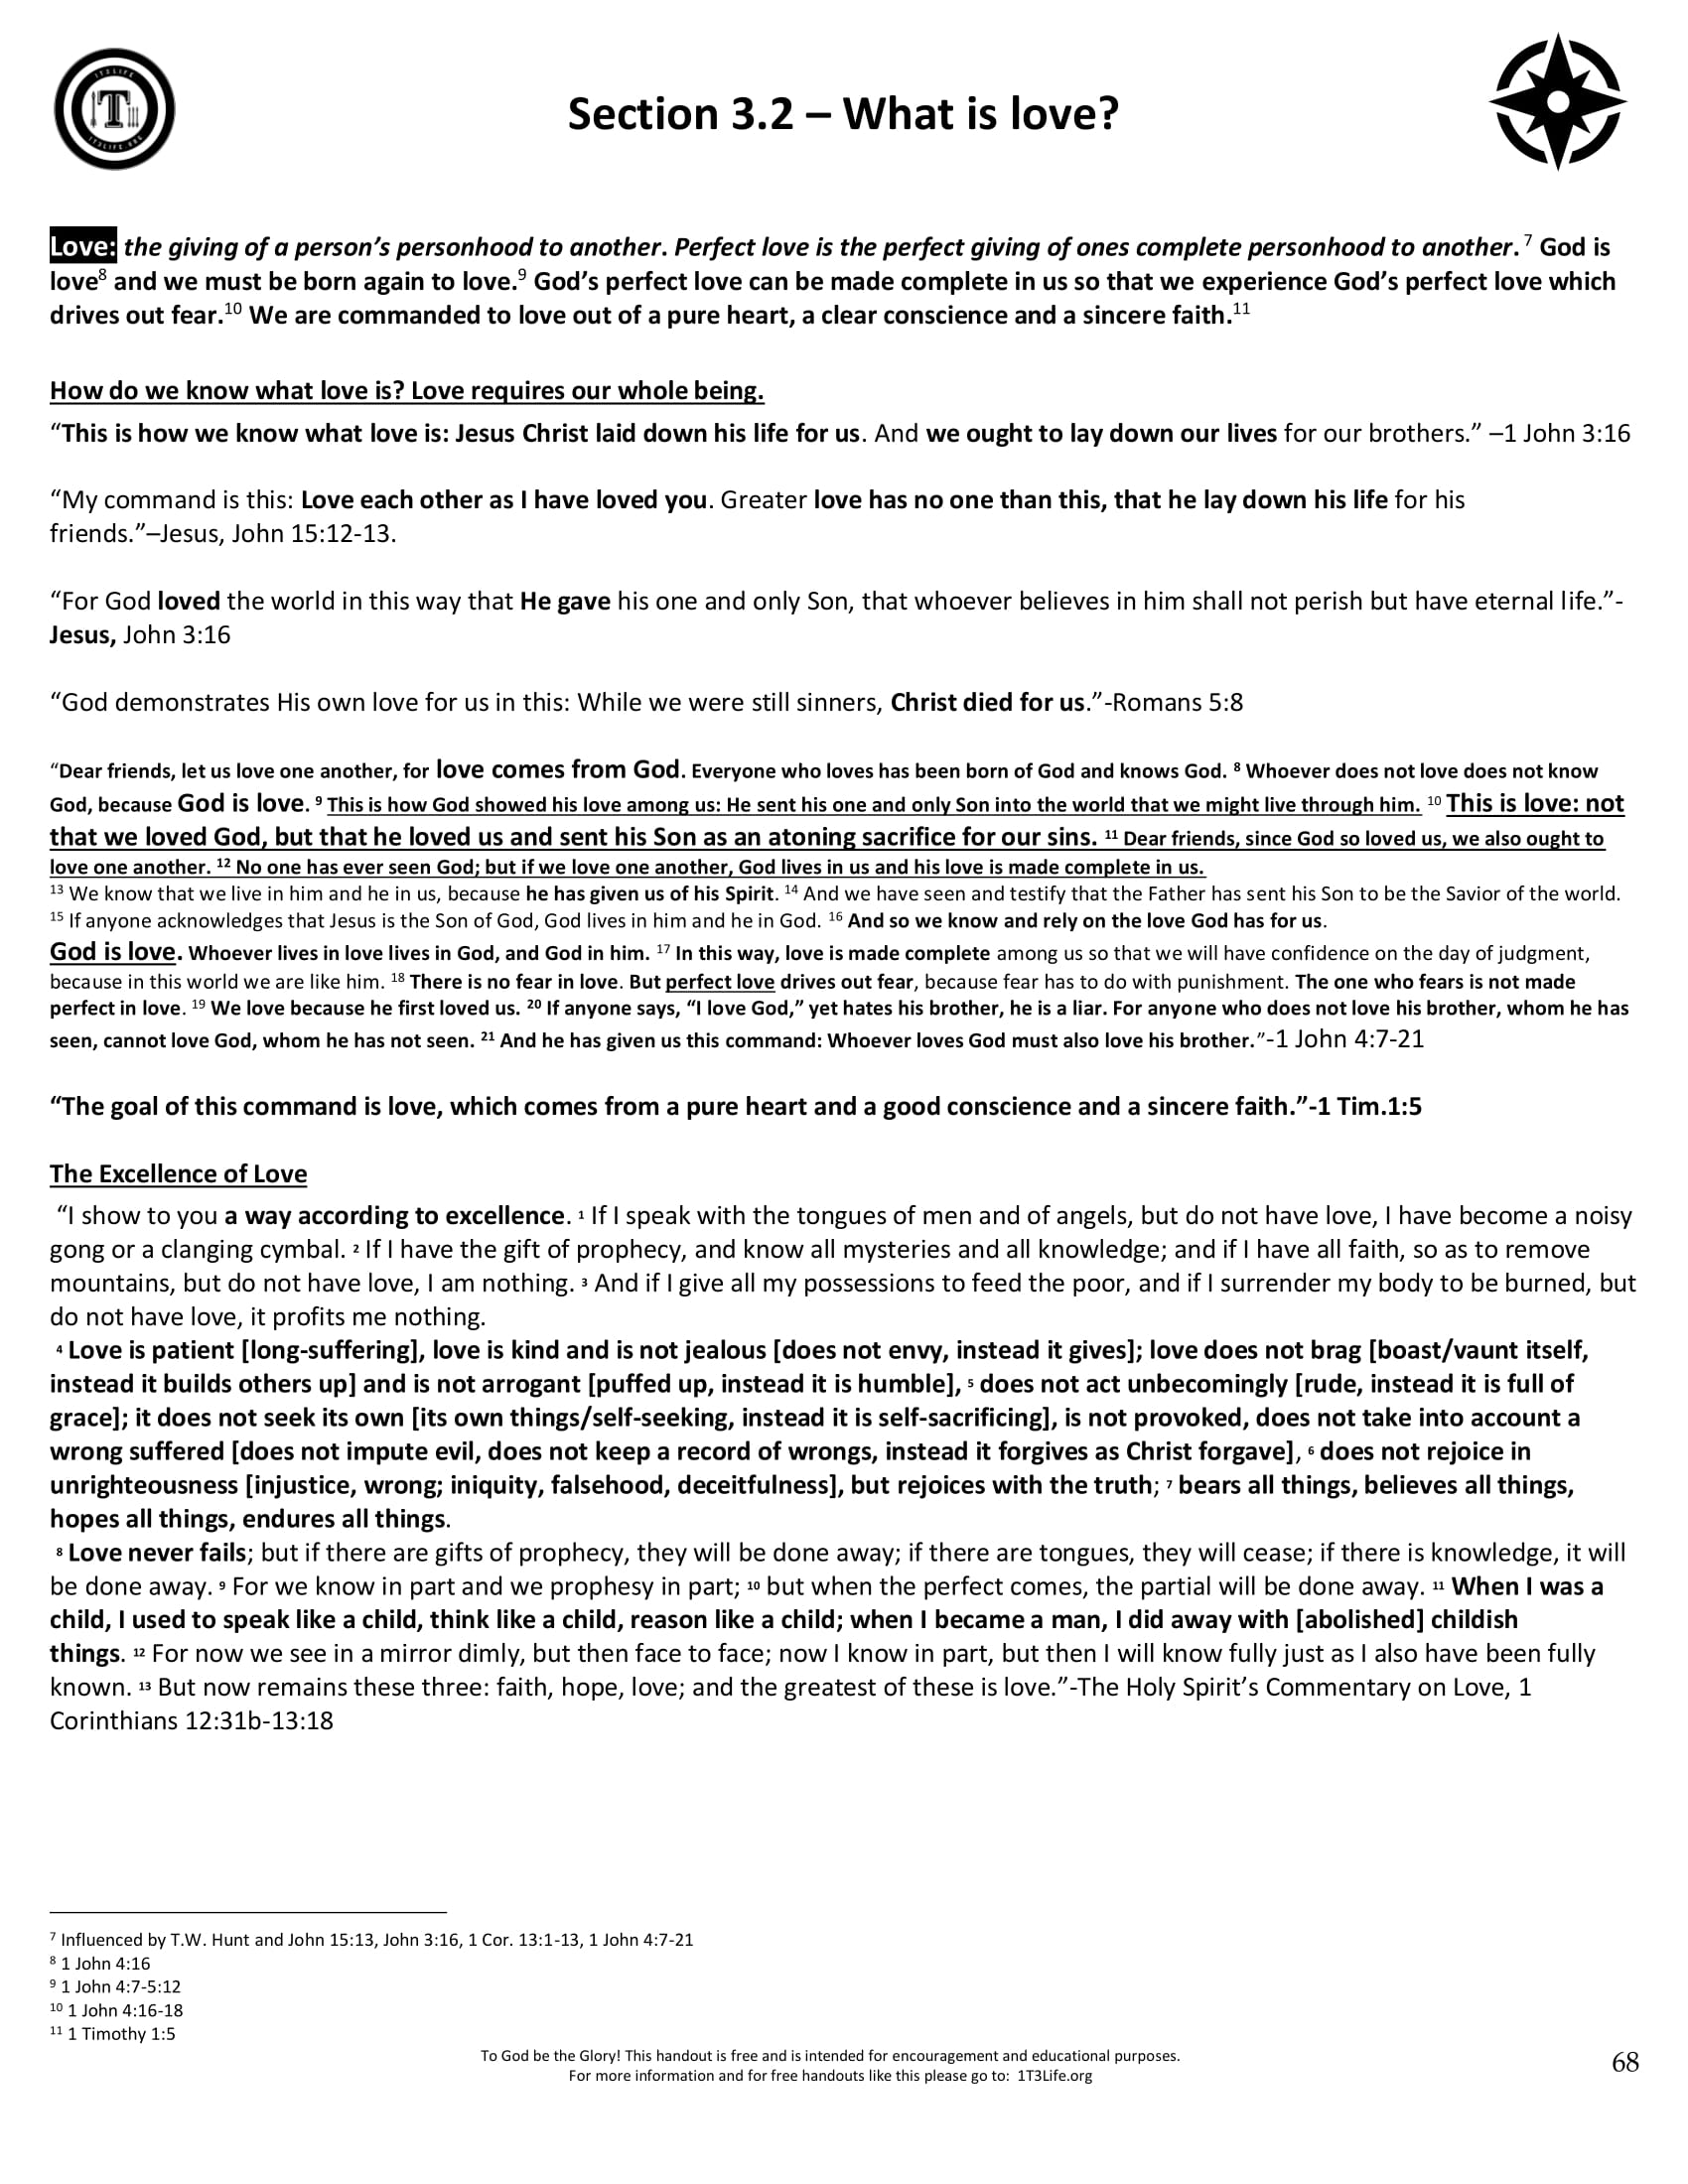 Section 3.2 – What is love?
Love: the giving of a person’s personhood to another. Perfect love is the perfect giving of ones complete personhood to another. 7 God is
love8 and we must be born again to love.9 God’s perfect love can be made complete in us so that we experience God’s perfect love which
drives out fear.10 We are commanded to love out of a pure heart, a clear conscience and a sincere faith.11
How do we know what love is? Love requires our whole being.
“This is how we know what love is: Jesus Christ laid down his life for us. And we ought to lay down our lives for our brothers.” –1 John 3:16
“My command is this: Love each other as I have loved you. Greater love has no one than this, that he lay down his life for his
friends.”–Jesus, John 15:12-13.
“For God loved the world in this way that He gave his one and only Son, that whoever believes in him shall not perish but have eternal life.”-
Jesus, John 3:16
“God demonstrates His own love for us in this: While we were still sinners, Christ died for us.”-Romans 5:8
“Dear friends, let us love one another, for love comes from God. Everyone who loves has been born of God and knows God. 8 Whoever does not love does not know
God, because God is love. 9 This is how God showed his love among us: He sent his one and only Son into the world that we might live through him. 10 This is love: not
that we loved God, but that he loved us and sent his Son as an atoning sacrifice for our sins. 11 Dear friends, since God so loved us, we also ought to
love one another. 12 No one has ever seen God; but if we love one another, God lives in us and his love is made complete in us.
13 We know that we live in him and he in us, because he has given us of his Spirit. 14 And we have seen and testify that the Father has sent his Son to be the Savior of the world.
15 If anyone acknowledges that Jesus is the Son of God, God lives in him and he in God. 16 And so we know and rely on the love God has for us.
God is love. Whoever lives in love lives in God, and God in him. 17 In this way, love is made complete among us so that we will have confidence on the day of judgment,
because in this world we are like him. 18 There is no fear in love. But perfect love drives out fear, because fear has to do with punishment. The one who fears is not made
perfect in love. 19 We love because he first loved us. 20 If anyone says, “I love God,” yet hates his brother, he is a liar. For anyone who does not love his brother, whom he has
seen, cannot love God, whom he has not seen. 21 And he has given us this command: Whoever loves God must also love his brother.”-1 John 4:7-21
“The goal of this command is love, which comes from a pure heart and a good conscience and a sincere faith.”-1 Tim.1:5
The Excellence of Love
“I show to you a way according to excellence. 1 If I speak with the tongues of men and of angels, but do not have love, I have become a noisy
gong or a clanging cymbal. 2 If I have the gift of prophecy, and know all mysteries and all knowledge; and if I have all faith, so as to remove
mountains, but do not have love, I am nothing. 3 And if I give all my possessions to feed the poor, and if I surrender my body to be burned, but
do not have love, it profits me nothing.
4 Love is patient [long-suffering], love is kind and is not jealous [does not envy, instead it gives]; love does not brag [boast/vaunt itself,
instead it builds others up] and is not arrogant [puffed up, instead it is humble], 5 does not act unbecomingly [rude, instead it is full of
grace]; it does not seek its own [its own things/self-seeking, instead it is self-sacrificing], is not provoked, does not take into account a
wrong suffered [does not impute evil, does not keep a record of wrongs, instead it forgives as Christ forgave], 6 does not rejoice in
unrighteousness [injustice, wrong; iniquity, falsehood, deceitfulness], but rejoices with the truth; 7 bears all things, believes all things,
hopes all things, endures all things.
8 Love never fails; but if there are gifts of prophecy, they will be done away; if there are tongues, they will cease; if there is knowledge, it will
be done away. 9 For we know in part and we prophesy in part; 10 but when the perfect comes, the partial will be done away. 11 When I was a
child, I used to speak like a child, think like a child, reason like a child; when I became a man, I did away with [abolished] childish
things. 12 For now we see in a mirror dimly, but then face to face; now I know in part, but then I will know fully just as I also have been fully
known. 13 But now remains these three: faith, hope, love; and the greatest of these is love.”-The Holy Spirit’s Commentary on Love, 1
Corinthians 12:31b-13:18
7 Influenced by T.W. Hunt and John 15:13, John 3:16, 1 Cor. 13:1-13, 1 John 4:7-21
8 1 John 4:16
9 1 John 4:7-5:12
10 1 John 4:16-18
11 1 Timothy 1:5
To God be the Glory! This handout is free and is intended for encouragement and educational purposes.
For more information and for free handouts like this please go to: 1T3Life.org
68